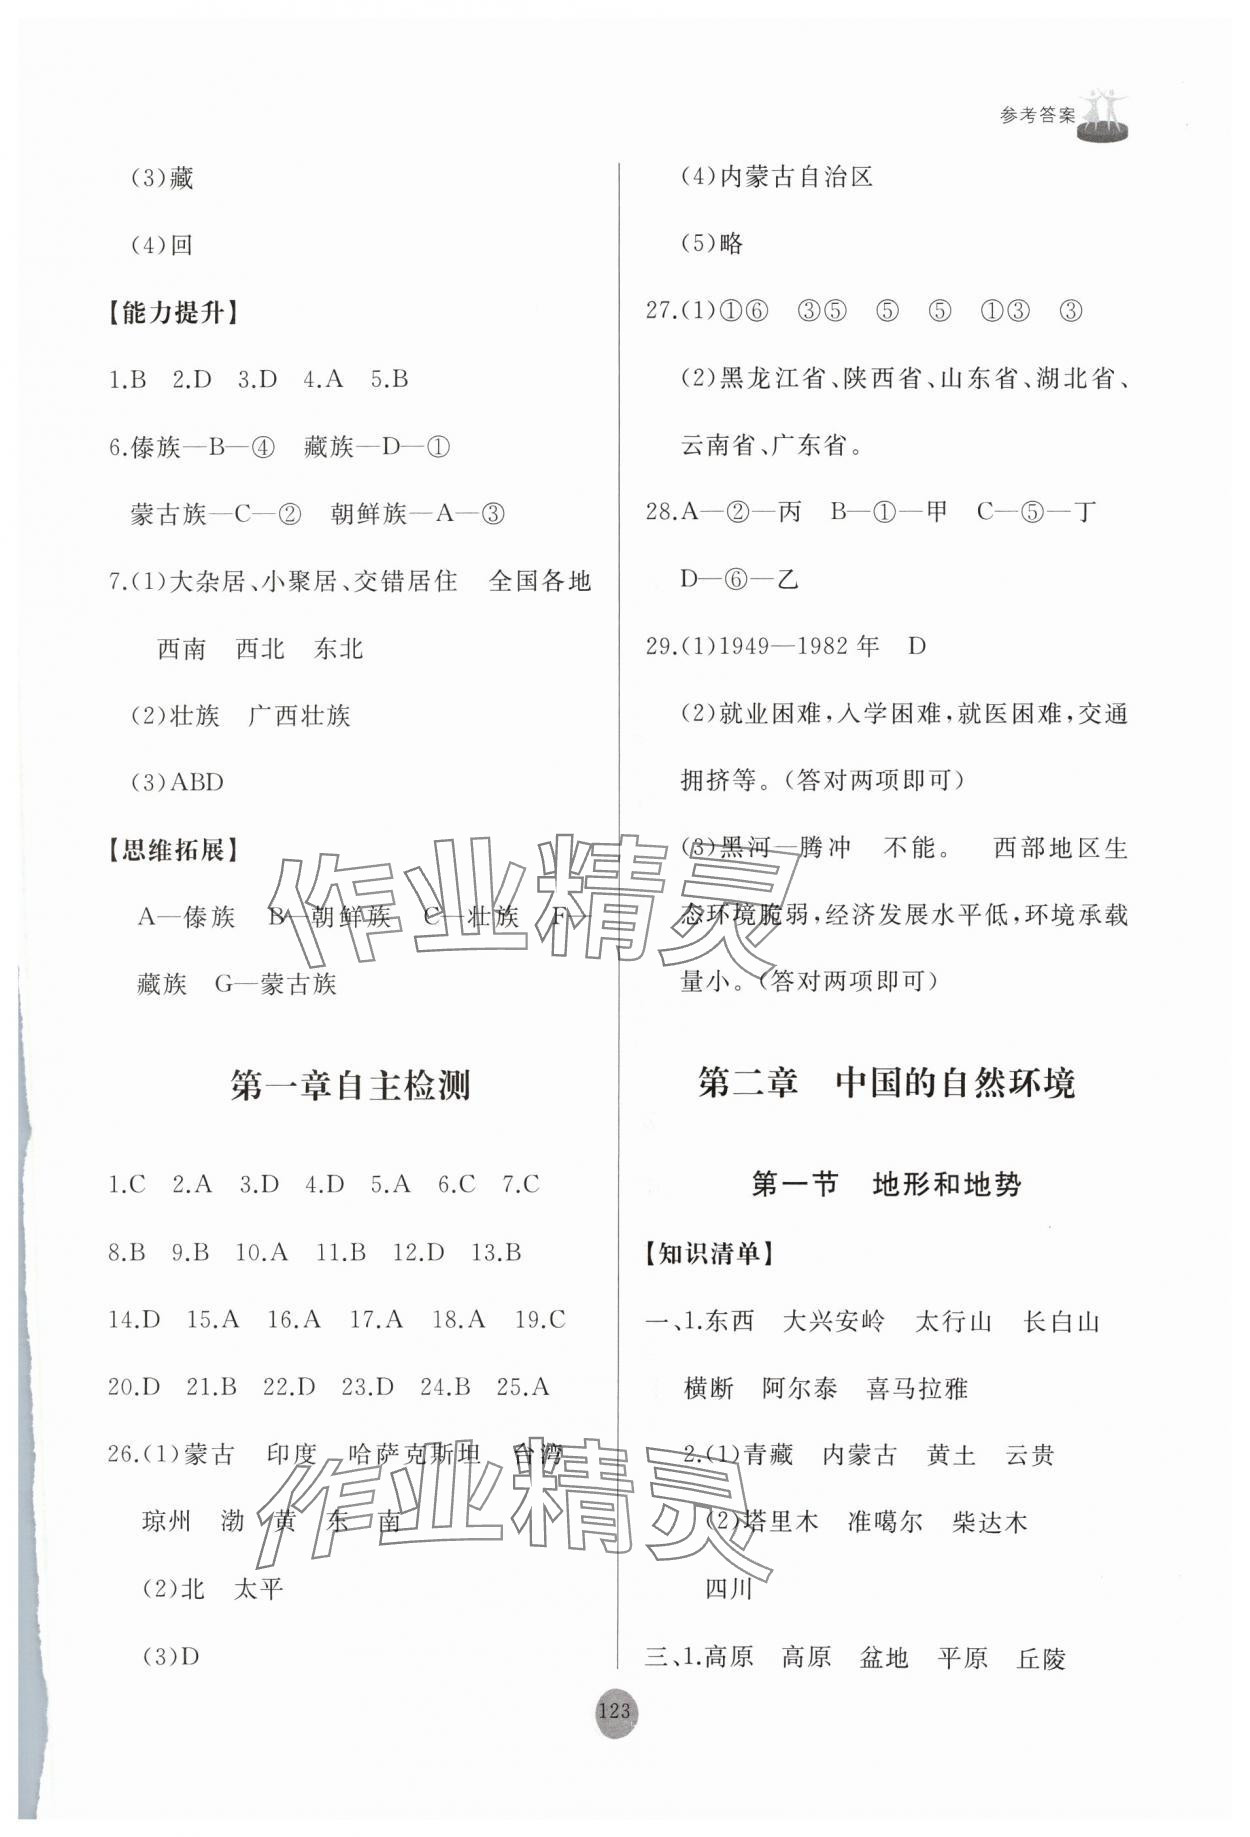 参考答案
(3)藏
(4)回
【能力提升】
1.B 2.D 3.D 4.A 5.B
6.傣族—B—④ 藏族—D—①
蒙古族—C—② 朝鲜族—A—③
7.(1)大杂居、小聚居、交错居住 全国各地
西南 西北 东北
(2)壮族 广西壮族
(3)ABD
【思维拓展】
A—傣族 B—朝鲜族 C—壮族 F—
藏族 G—蒙古族
第一章自主检测
1.C 2.A 3.D 4.D 5.A 6.C 7.C
8.B 9.B 10.A 11.B 12.D 13.B
14.D 15.A 16.A 17.A 18.A 19.C
20.D 21.B 22.D 23.D 24.B 25.A
26.(1)蒙古 印度 哈萨克斯坦 台湾
琼州 渤 黄 东 南
(2)北 太平
(3)D
(4)内蒙古自治区
(5)略
27.(1)①⑥ ③⑤ ⑤ ⑤ ①③ ③
(2)黑龙江省、陕西省、山东省、湖北省、
云南省、广东省。
28.A—②—丙 B—①—甲 C—⑤—丁
D—⑥—乙
29.(1)1949—1982年 D
(2)就业困难,入学困难,就医困难,交通
拥挤等。(答对两项即可)
(3)黑河—腾冲 不能。 西部地区生
态环境脆弱,经济发展水平低,环境承载
量小。(答对两项即可)
第二章 中国的自然环境
第一节 地形和地势
【知识清单】
一、1.东西 大兴安岭 太行山 长白山
横断 阿尔泰 喜马拉雅
2.(1)青藏 内蒙古 黄土 云贵
(2)塔里木 准噶尔 柴达木
四川
三、1.高原 高原 盆地 平原 丘陵
123
作业精灵
作业精灵